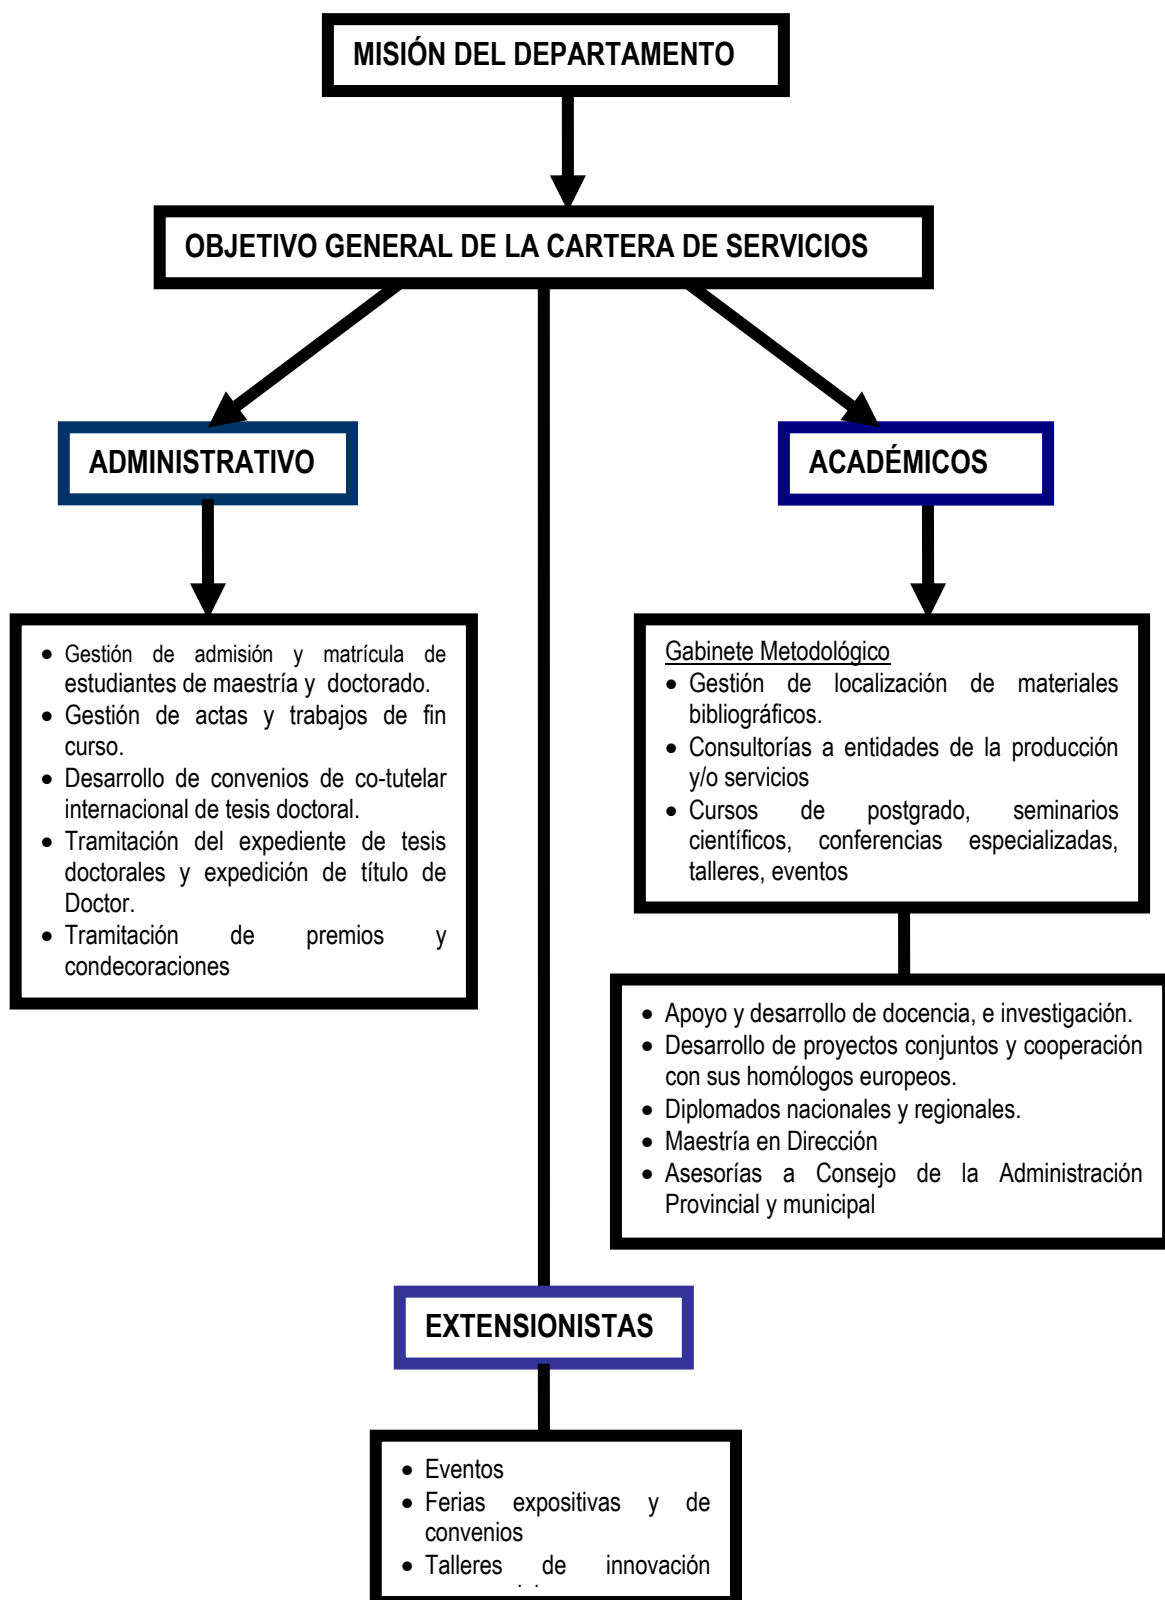 MISIÓN DEL DEPARTAMENTO
OBJETIVO GENERAL DE LA CARTERA DE SERVICIOS
ADMINISTRATIVO
ACADÉMICOS
• Gestión de admisión y matrícula de
estudiantes de maestría y doctorado.
• Gestión de actas y trabajos de fin
curso.
• Desarrollo de convenios de co-tutelar
internacional de tesis doctoral.
• Tramitación del expediente de tesis
doctorales y expedición de título de
Doctor.
• Tramitación de premios y
condecoraciones
Gabinete Metodológico
• Gestión de localización de materiales
bibliográficos.
• Consultorías a entidades de la producción
y/o servicios
• Cursos de postgrado, seminarios
científicos, conferencias especializadas,
talleres, eventos
• Apoyo y desarrollo de docencia, e investigación.
• Desarrollo de proyectos conjuntos y cooperación
con sus homólogos europeos.
• Diplomados nacionales y regionales.
• Maestría en Dirección
• Asesorías a Consejo de la Administración
Provincial y municipal
EXTENSIONISTAS
• Eventos
• Ferias expositivas y de
convenios
• Talleres de innovación